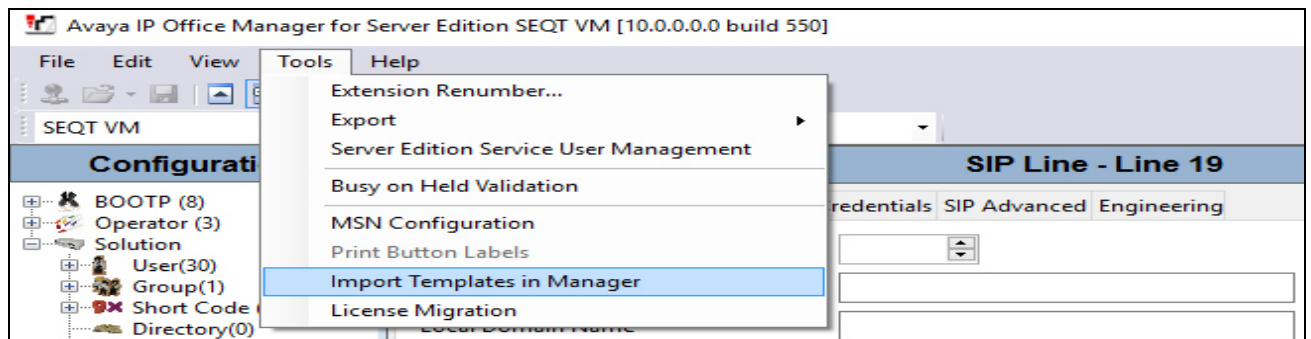 Avaya IP Office Manager for Server Edition SEQT VM [10.0.0.0.0 build 550]
File Edit View Tools Help
Extension Renumber...
Export
SEQT VM
Server Edition Service User Management
Configurati
SIP Line - Line 19
Busy on Held Validation
BOOTP (8)
redentials SIP Advanced Engineering
Operator (3)
MSN Configuration
Solution
Print Button Labels
User(30)
Import Templates in Manager
Group(1)
License Migration
Short Code
Directory(0)
Local Domain Name